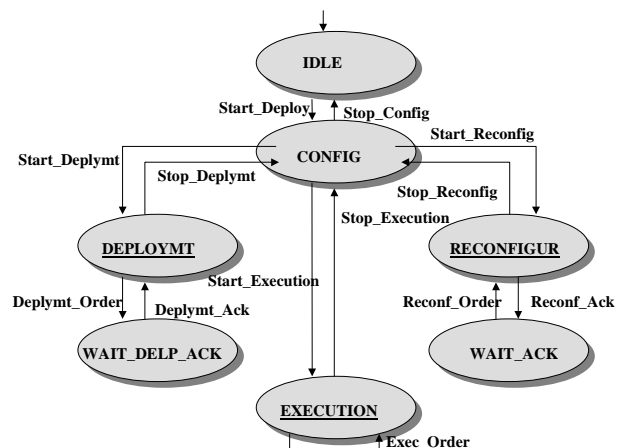 IDLE
Start_Deploy
Stop_Config
Start_Reconfig
CONFIG
Start_Deplymt
Stop_Deplymt
Stop_Reconfig
Stop_Execution
DEPLOYMT
RECONFIGUR
Start_Execution
Deplymt_Order
Deplymt_Ack
Reconf_Order
Reconf_Ack
WAIT_DELP_ACK
WAIT_ACK
EXECUTION
Exec_Order